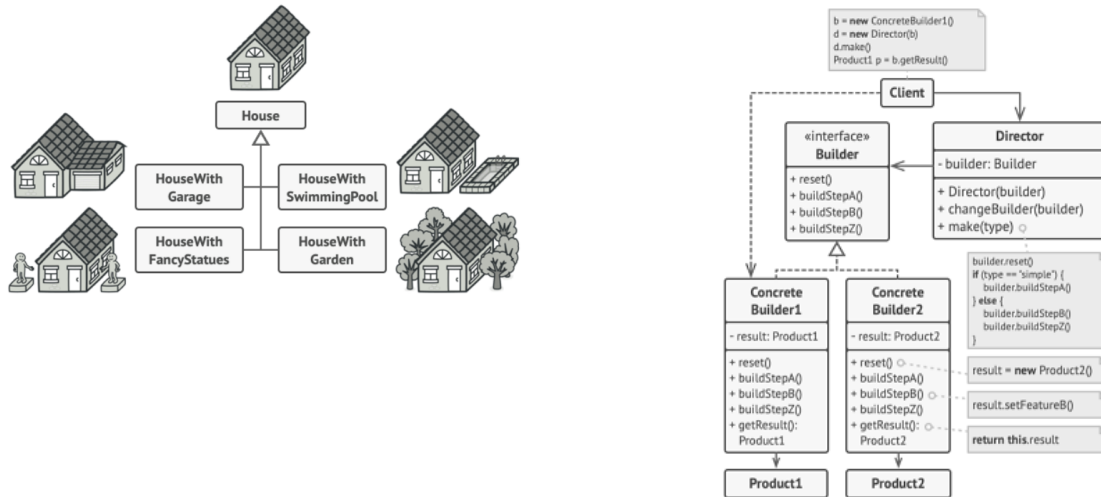 House
HouseWith
Garage
HouseWith
SwimmingPool
HouseWith
FancyStatues
HouseWith
Garden
b = new ConcreteBuilder1()
d = new Director(b)
d.make()
Product1 p = b.getResult()
Client
«interface»
Builder
+ reset()
+ buildStepA()
+ buildStepB()
+ buildStepZ()
Director
- builder: Builder
+ Director(builder)
+ changeBuilder(builder)
+ make(type)
builder.reset()
if (type == "simple") {
builder.buildStepA()
} else {
builder.buildStepB()
builder.buildStepZ()
}
Concrete
Builder1
- result: Product1
+ reset()
+ buildStepA()
+ buildStepB()
+ buildStepZ()
+ getResult():
Product1
Concrete
Builder2
- result: Product2
+ reset()
+ buildStepA()
+ buildStepB()
+ buildStepZ()
+ getResult():
Product2
result = new Product2()
result.setFeatureB()
return this.result
Product1
Product2